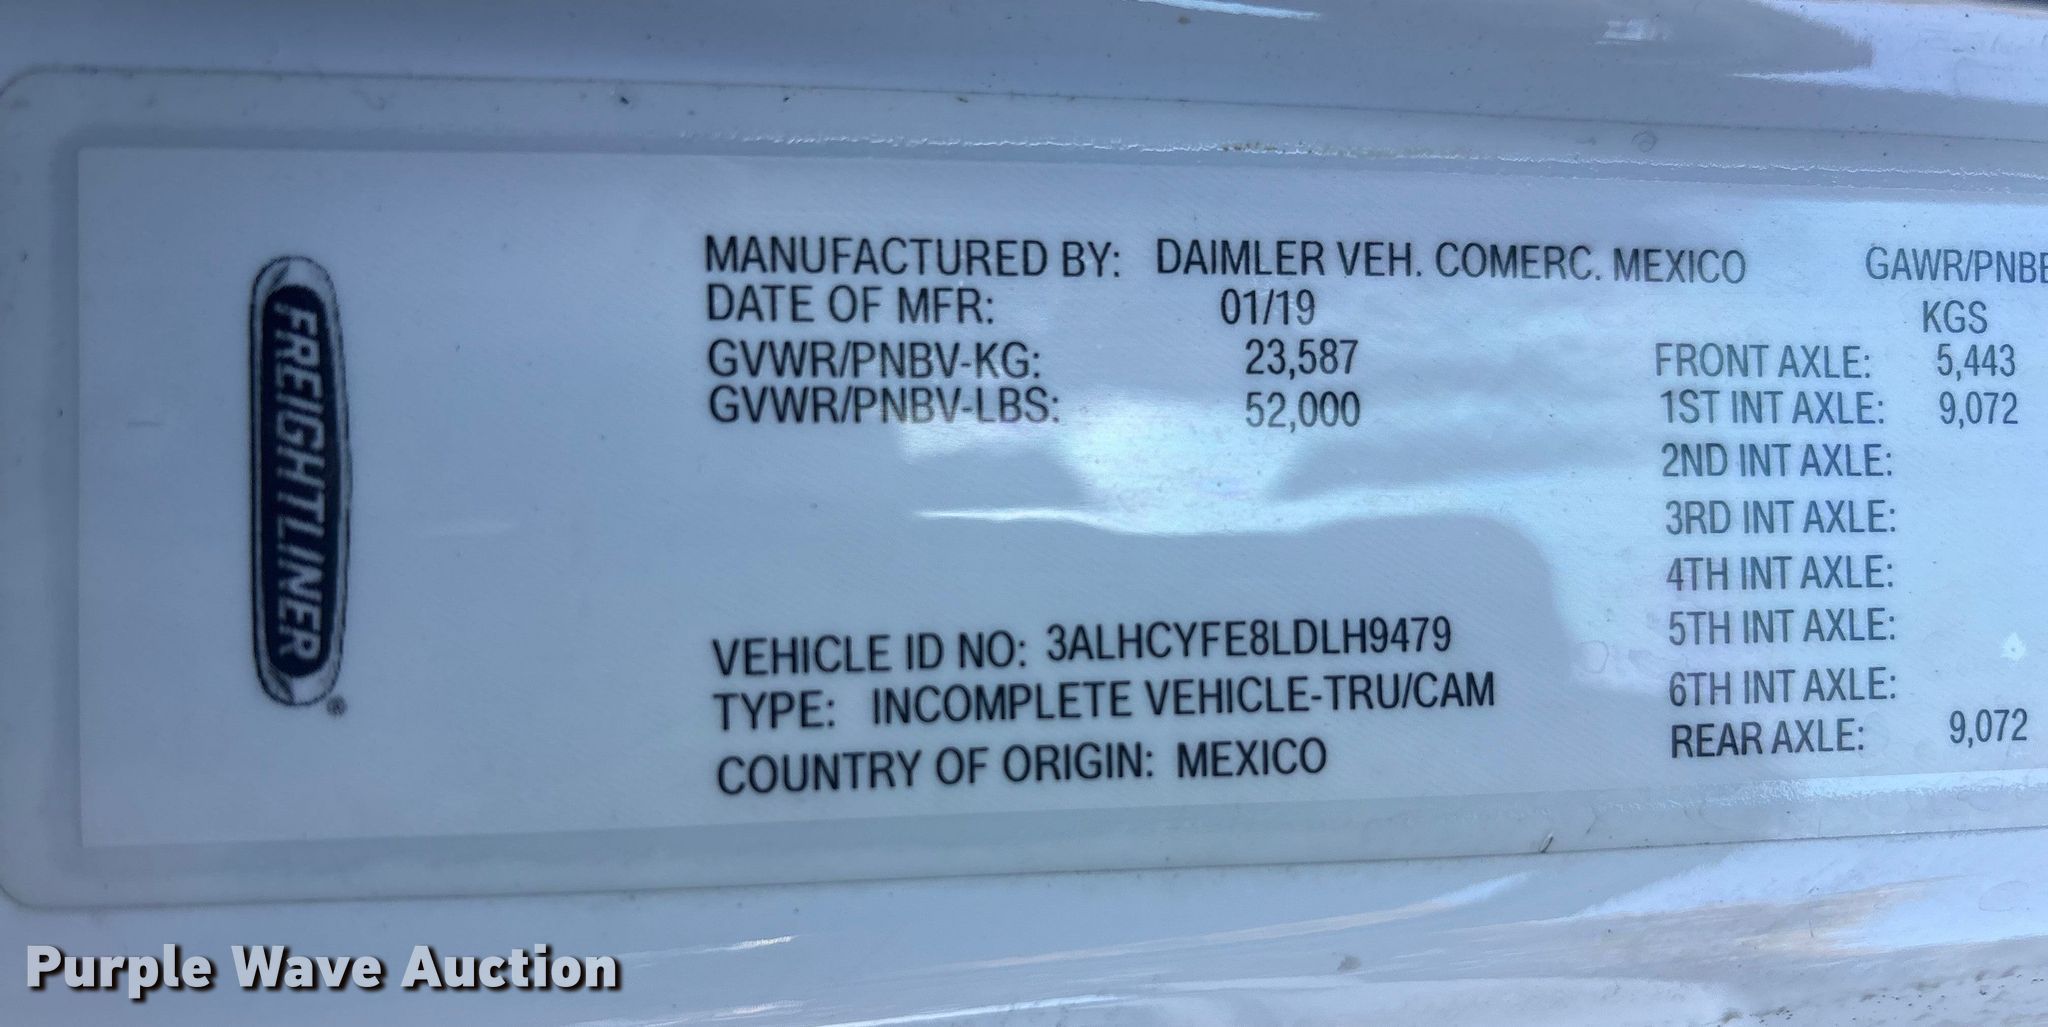 FREIGHTLINER®
MANUFACTURED BY: DAIMLER VEH. COMERC. MEXICO
DATE OF MFR: 01/19
GVWR/PNBV-KG: 23,587
GVWR/PNBV-LBS: 52,000
VEHICLE ID NO: 3ALHCYFE8LDLH9479
TYPE: INCOMPLETE VEHICLE-TRU/CAM
COUNTRY OF ORIGIN: MEXICO
GAWR/PNBE
KGS
FRONT AXLE: 5,443
1ST INT AXLE: 9,072
2ND INT AXLE:
3RD INT AXLE:
4TH INT AXLE:
5TH INT AXLE:
6TH INT AXLE:
REAR AXLE: 9,072
Purple Wave Auction